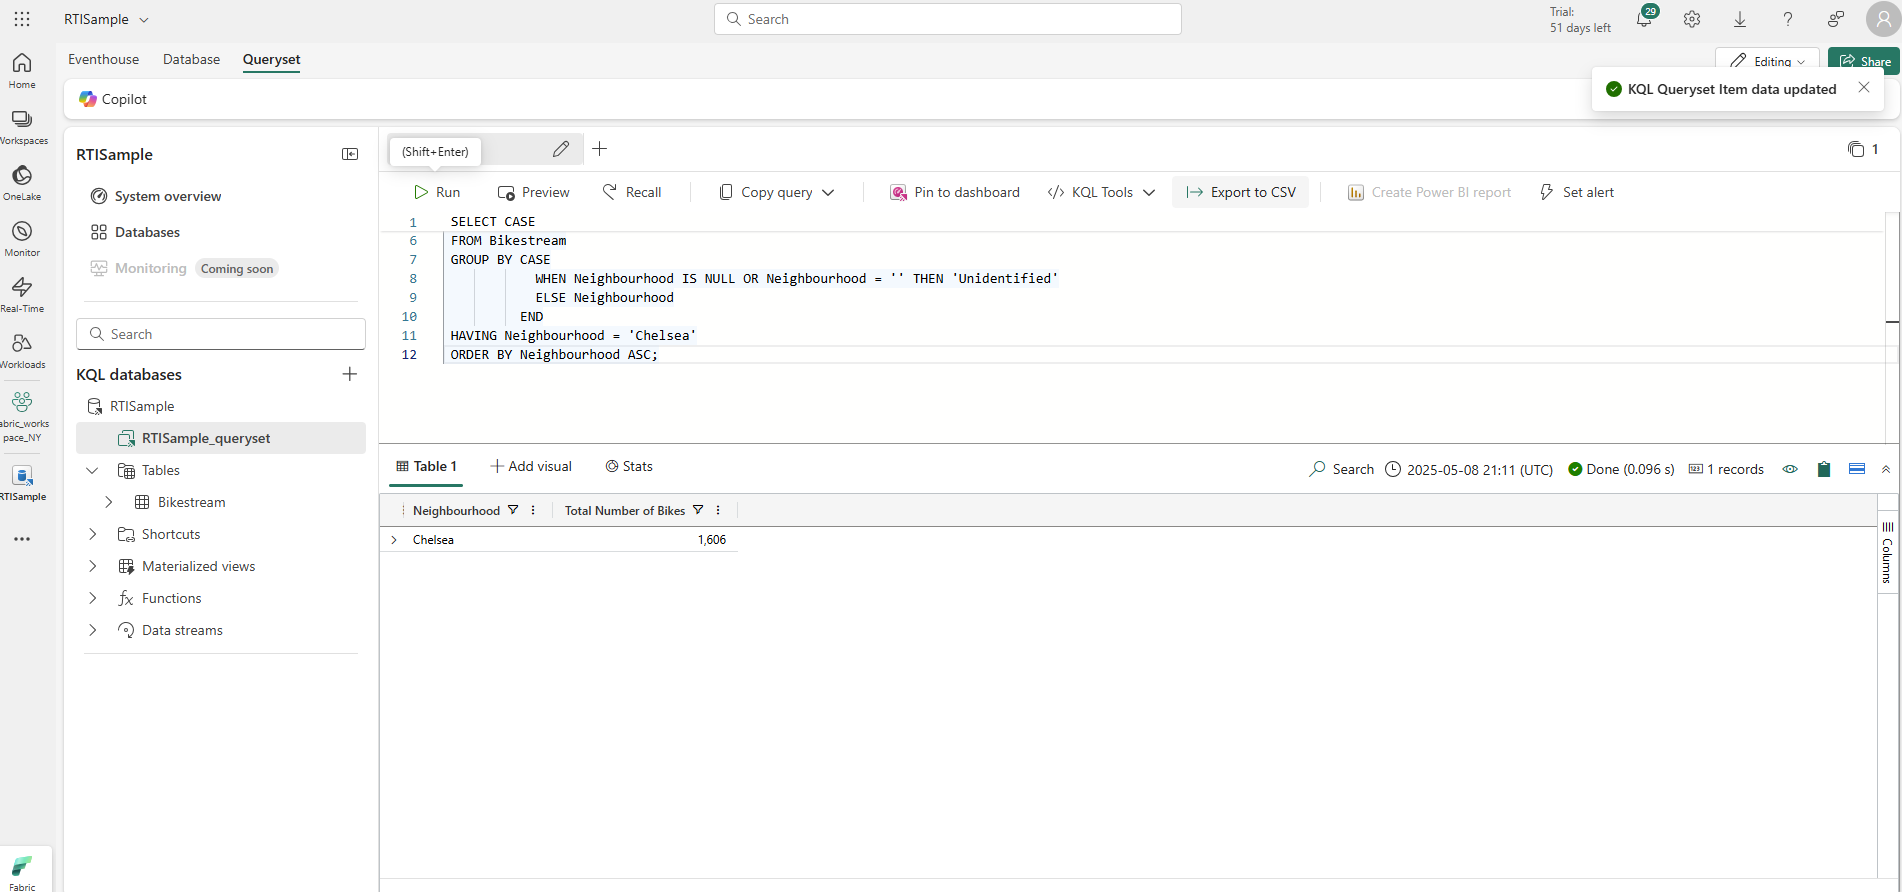 RTISample
Search
Trial:
51 days left
29
Home
Workspaces
OneLake
Monitor
Real-Time
Workloads
abric_works
pace_NY
RTISample
Fabric
Eventhouse
Database
Queryset
Editing
Share
Copilot
KQL Queryset Item data updated
RTISample
System overview
Databases
Monitoring
Coming soon
Search
KQL databases
RTISample
RTISample_queryset
Tables
Bikestream
Shortcuts
Materialized views
Functions
Data streams
(Shift+Enter)
1
Run
Preview
Recall
Copy query
Pin to dashboard
KQL Tools
Export to CSV
Create Power BI report
Set alert
1 SELECT CASE
6 FROM Bikestream
7 GROUP BY CASE
8 WHEN Neighbourhood IS NULL OR Neighbourhood = '' THEN 'Unidentified'
9 ELSE Neighbourhood
10 END
11 HAVING Neighbourhood = 'Chelsea'
12 ORDER BY Neighbourhood ASC;
Table 1
Add visual
Stats
Search
2025-05-08 21:11 (UTC)
Done (0.096 s)
1 records
Neighbourhood
Total Number of Bikes
Chelsea
1,606
Columns